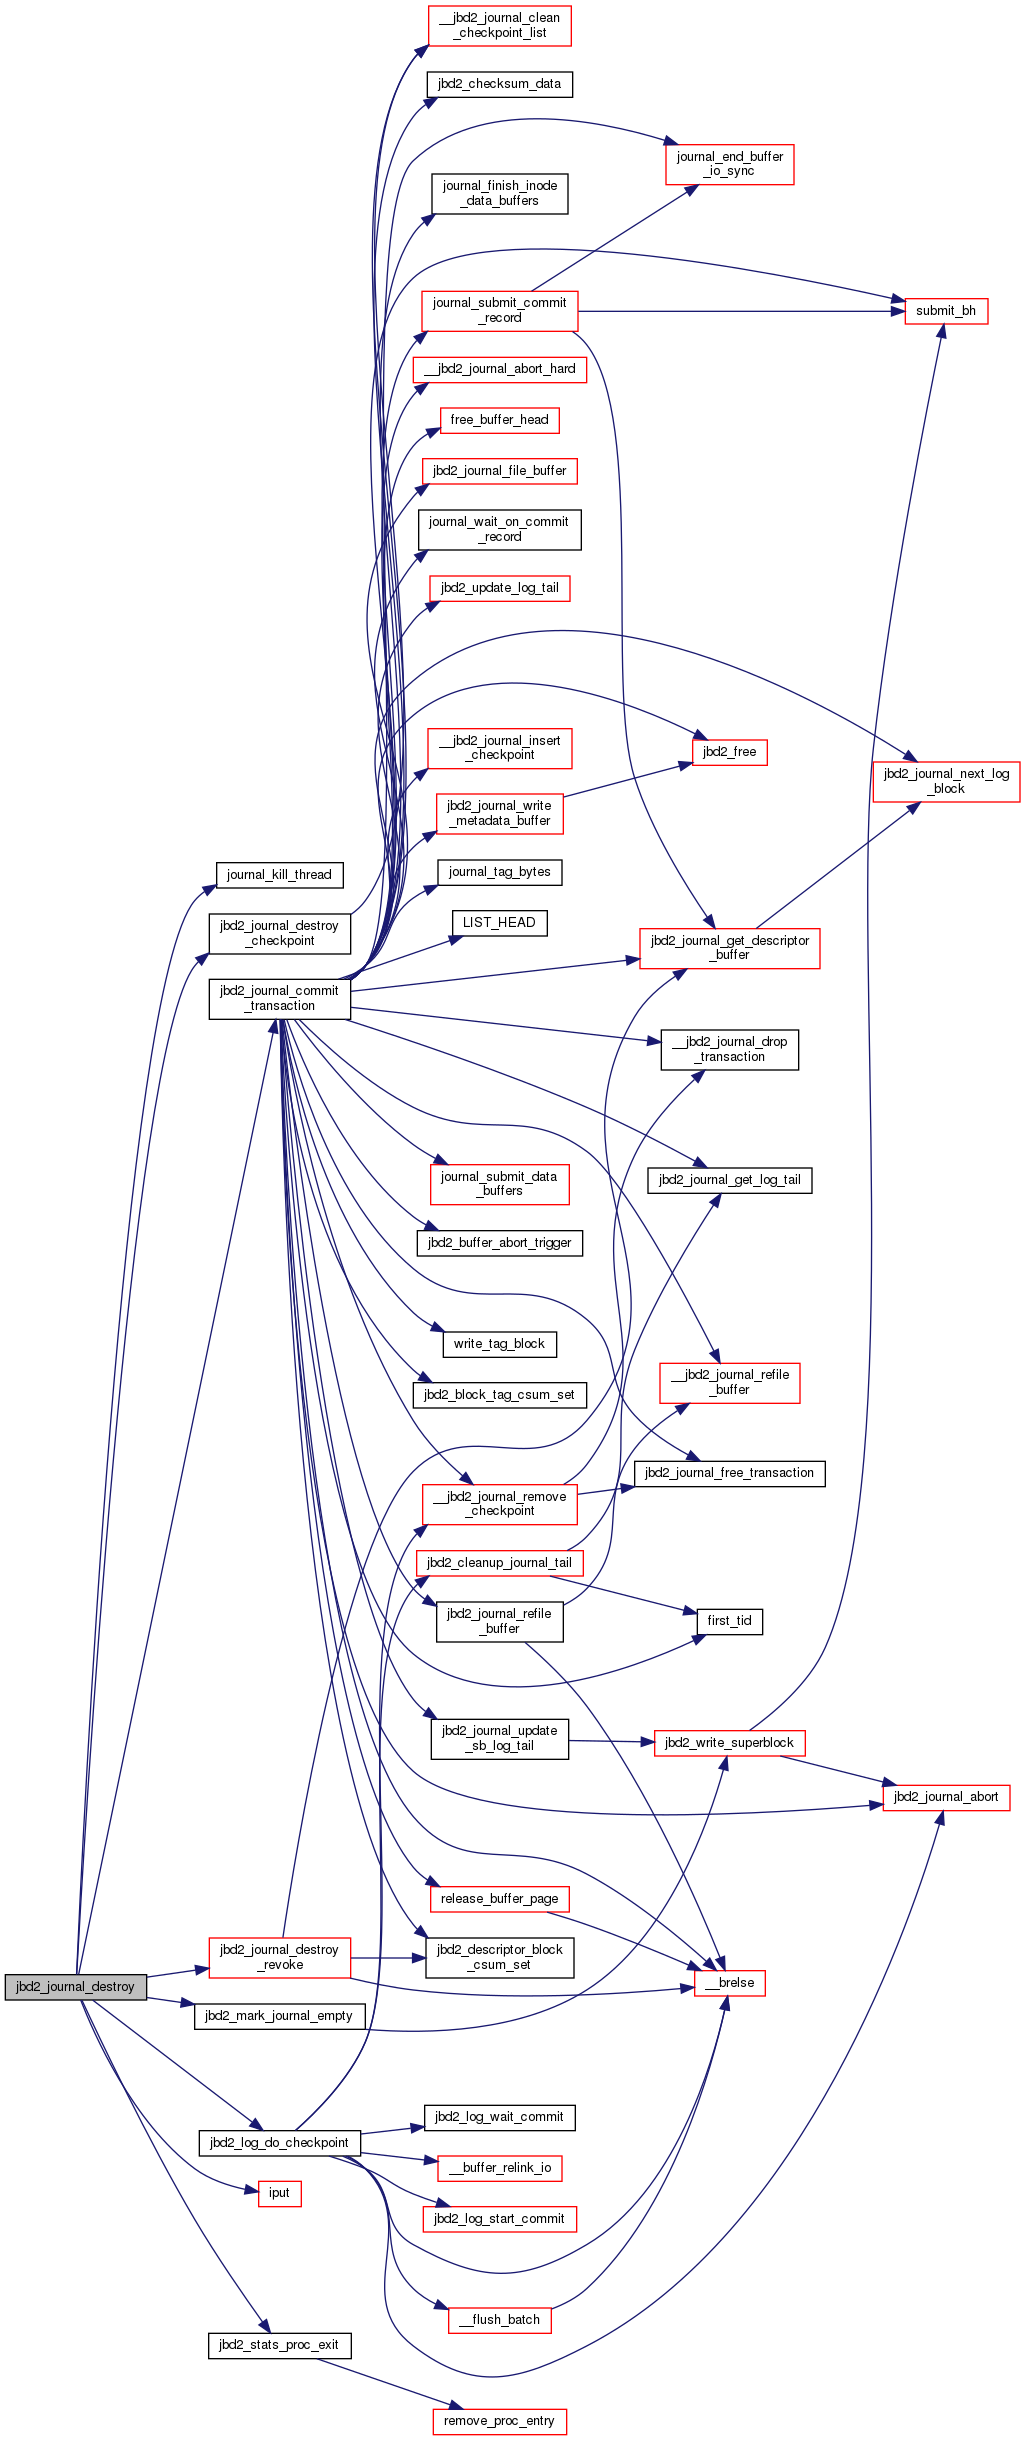 __jbd2_journal_clean
_checkpoint_list
jbd2_checksum_data
journal_end_buffer
_io_sync
journal_finish_inode
_data_buffers
journal_submit_commit
_record
submit_bh
__jbd2_journal_abort_hard
free_buffer_head
jbd2_journal_file_buffer
journal_wait_on_commit
_record
jbd2_update_log_tail
__jbd2_journal_insert
_checkpoint
jbd2_free
jbd2_journal_next_log
_block
jbd2_journal_write
_metadata_buffer
journal_kill_thread
journal_tag_bytes
jbd2_journal_destroy
_checkpoint
LIST_HEAD
jbd2_journal_get_descriptor
_buffer
jbd2_journal_commit
_transaction
__jbd2_journal_drop
_transaction
journal_submit_data
_buffers
jbd2_journal_get_log_tail
jbd2_buffer_abort_trigger
write_tag_block
__jbd2_journal_refile
_buffer
jbd2_block_tag_csum_set
jbd2_journal_free_transaction
__jbd2_journal_remove
_checkpoint
jbd2_cleanup_journal_tail
jbd2_journal_refile
_buffer
first_tid
jbd2_journal_update
_sb_log_tail
jbd2_write_superblock
jbd2_journal_abort
release_buffer_page
jbd2_journal_destroy
_revoke
jbd2_descriptor_block
_csum_set
jbd2_journal_destroy
__brelse
jbd2_mark_journal_empty
jbd2_log_wait_commit
jbd2_log_do_checkpoint
__buffer_relink_io
iput
jbd2_log_start_commit
__flush_batch
jbd2_stats_proc_exit
remove_proc_entry